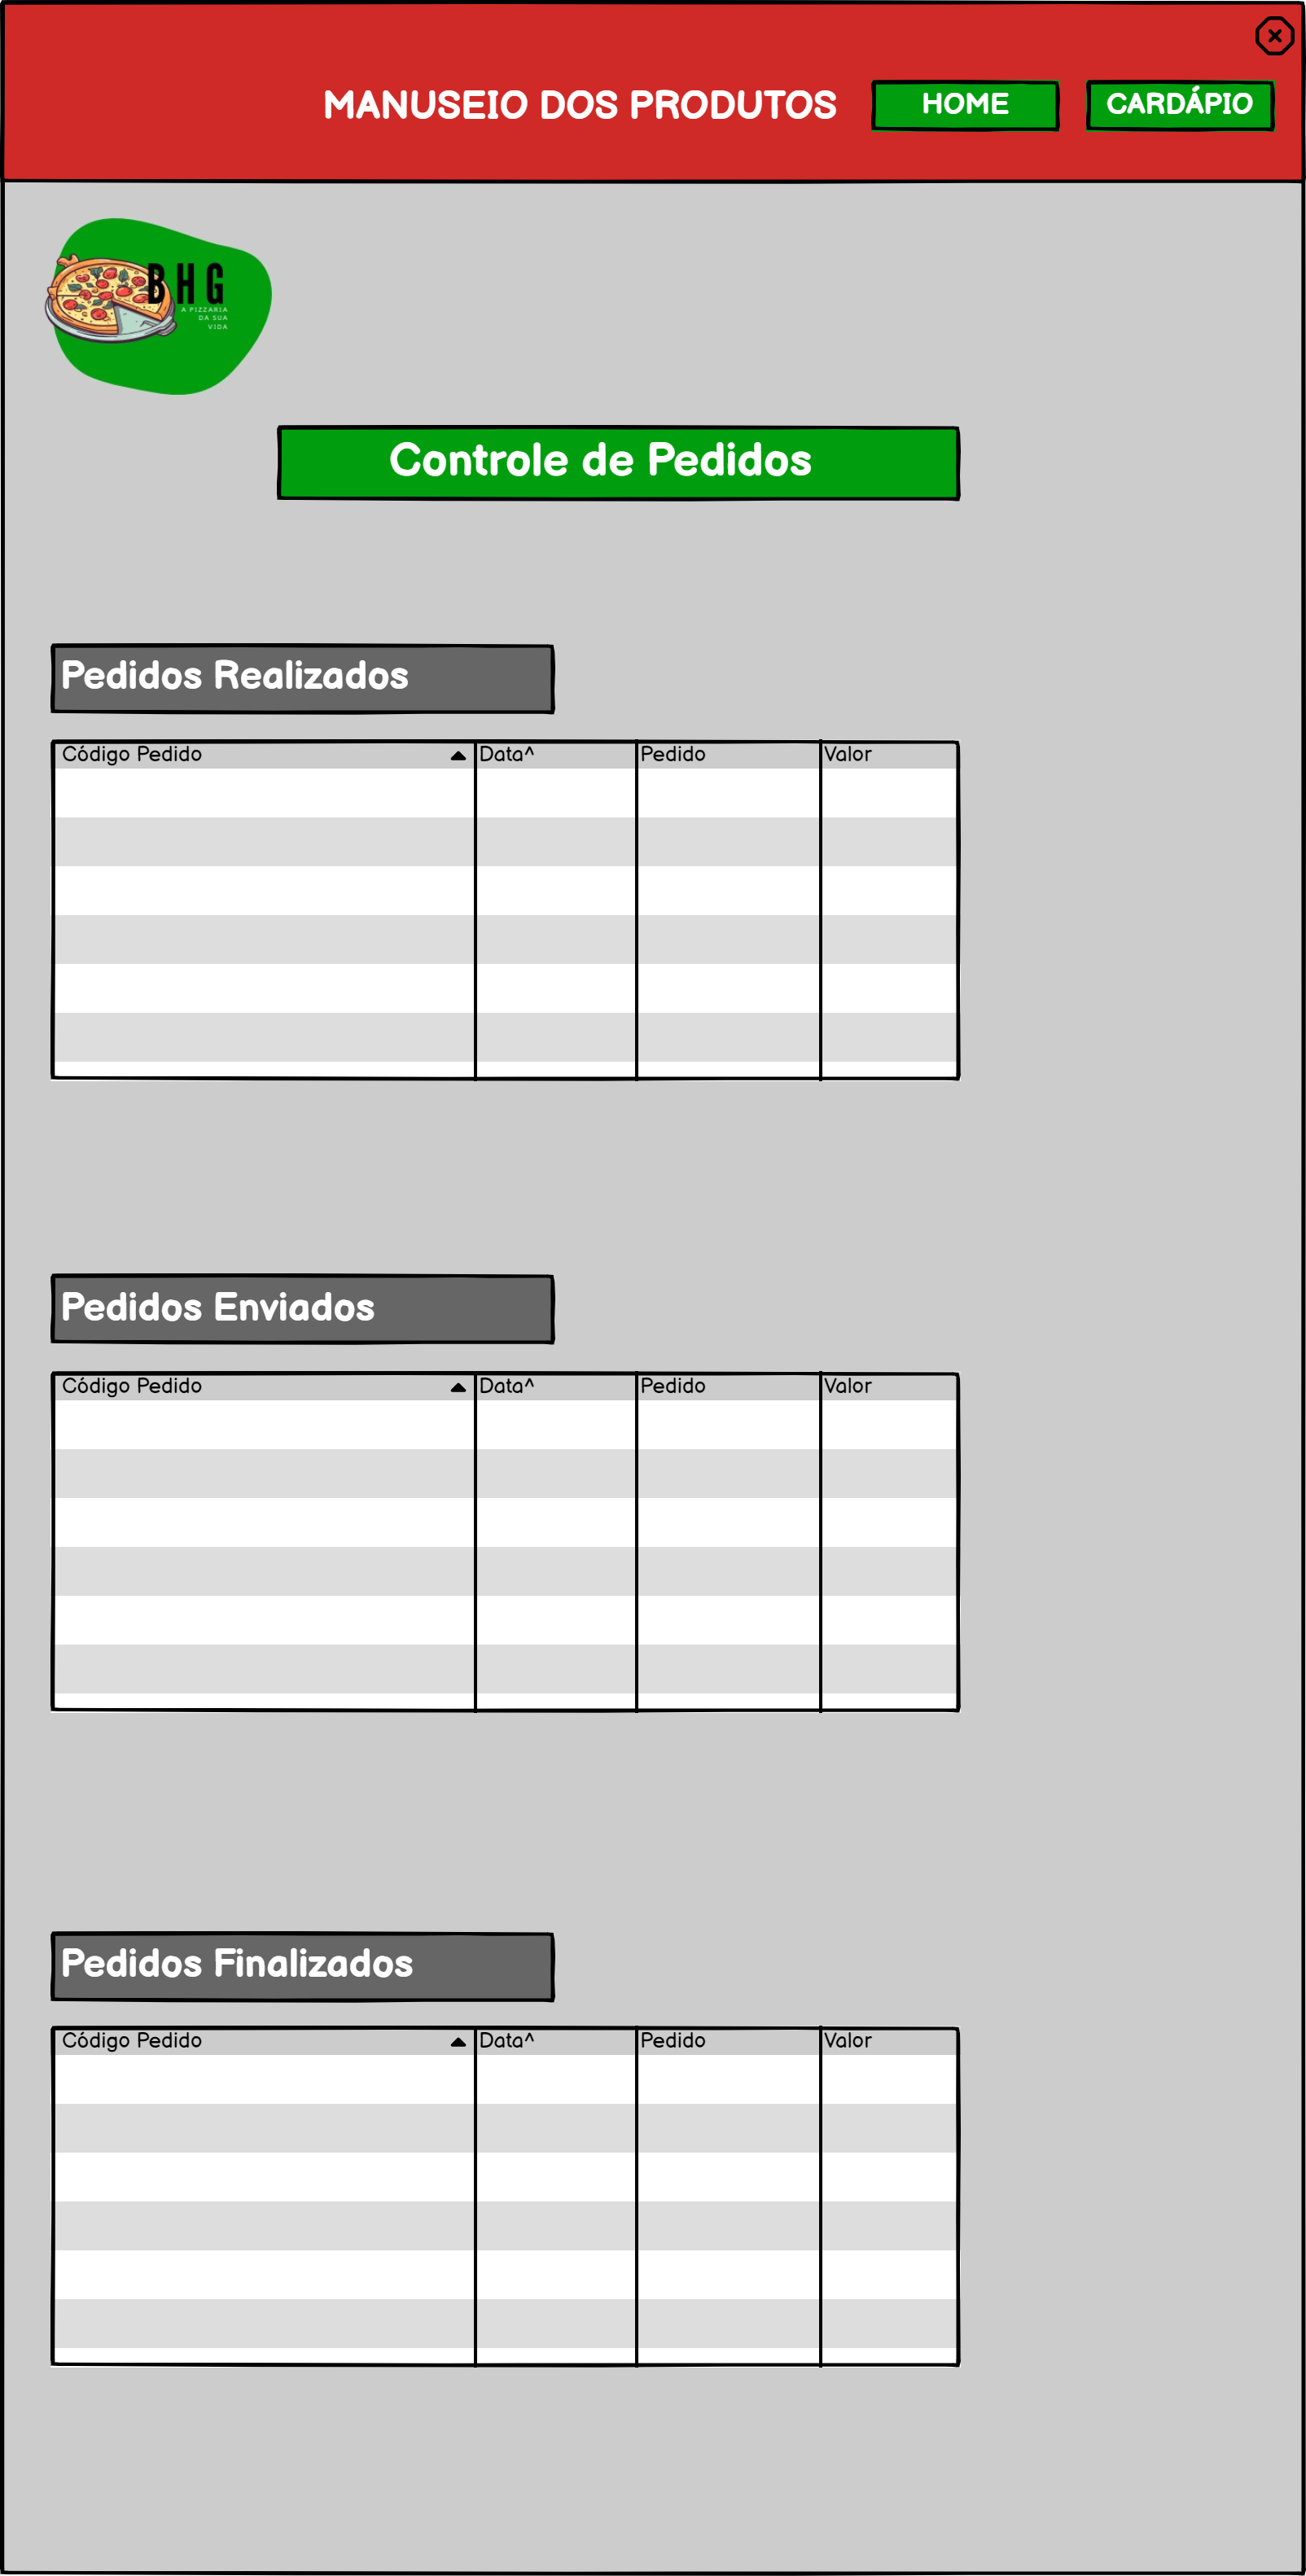 MANUSEIO DOS PRODUTOS
HOME
CARDÁPIO
BHG
A PIZZARIA
DA SUA
VIDA
Controle de Pedidos
Pedidos Realizados
Código Pedido Data^ Pedido Valor
Pedidos Enviados
Código Pedido Data^ Pedido Valor
Pedidos Finalizados
Código Pedido Data^ Pedido Valor